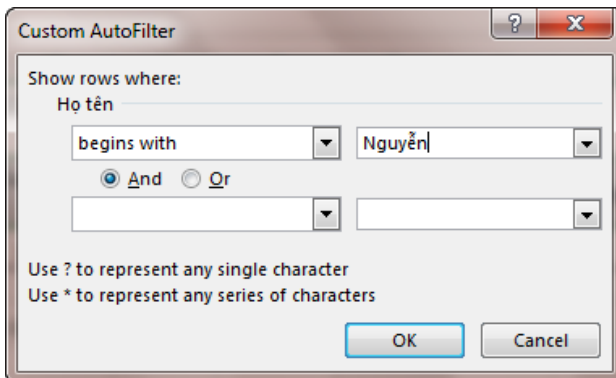 Custom AutoFilter
? X
Show rows where:
Họ tên
begins with Nguyễn
And Or
Use ? to represent any single character
Use * to represent any series of characters
OK Cancel